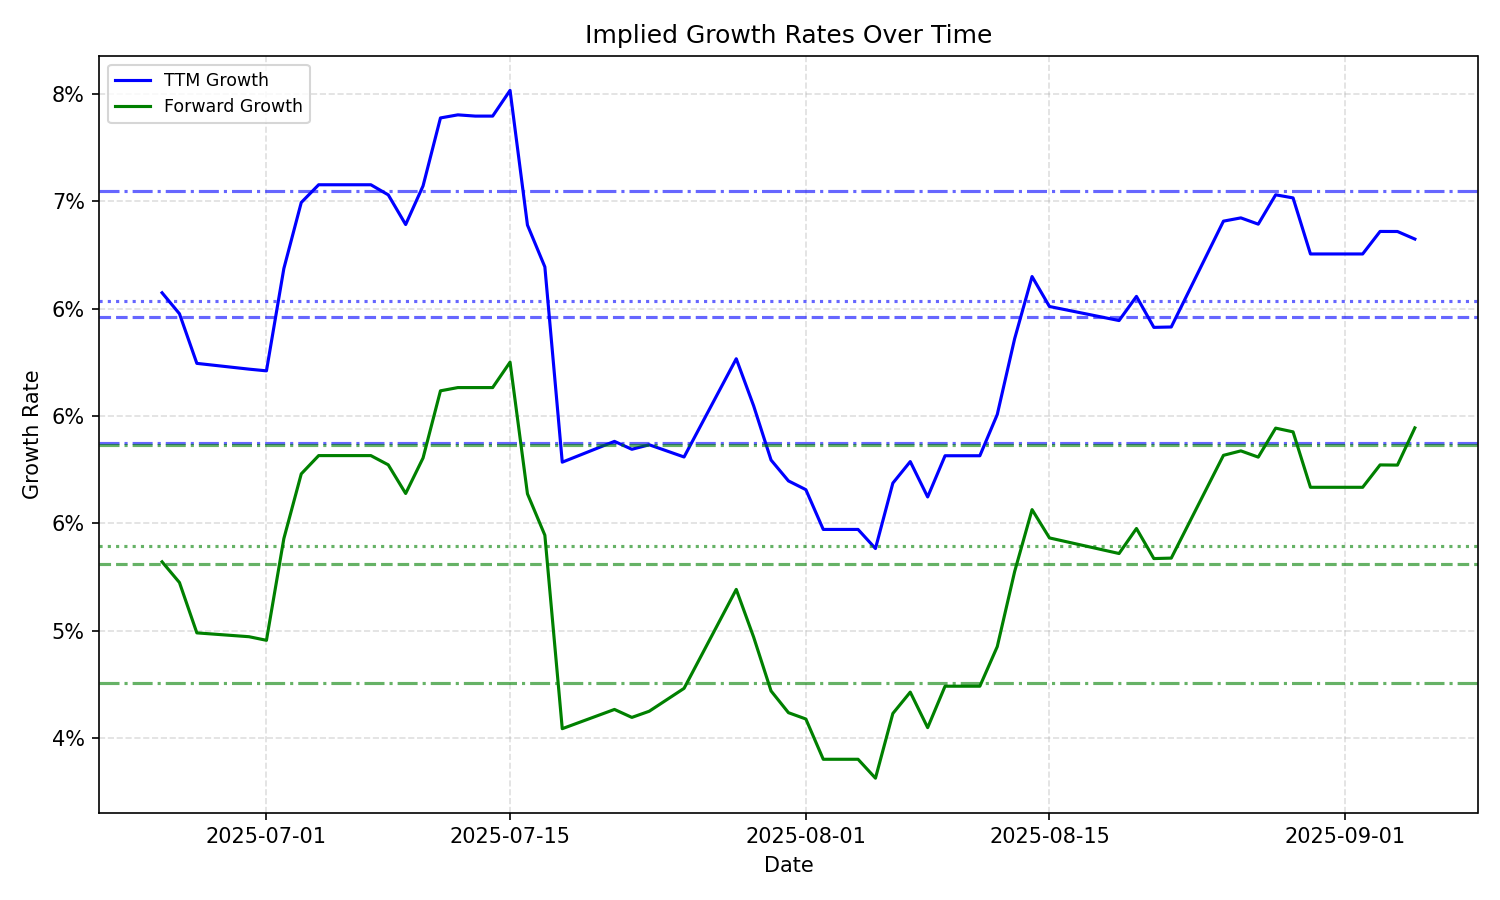 Implied Growth Rates Over Time
TTM Growth
Forward Growth
8%
7%
6%
6%
6%
5%
4%
Growth Rate
2025-07-01
2025-07-15
2025-08-01
2025-08-15
2025-09-01
Date